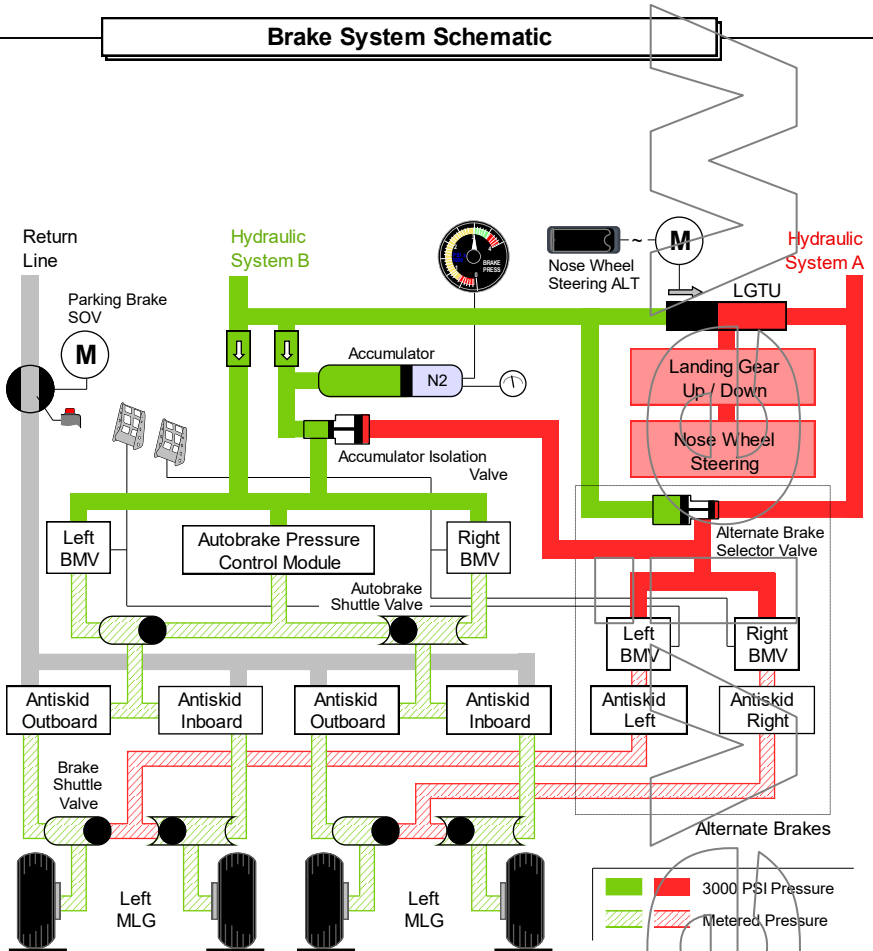 Brake System Schematic
Return
Line
Hydraulic
System B
BRAKE
PRESS
Nose Wheel
Steering ALT
~
M
Hydraulic
System A
LGTU
Parking Brake
SOV
M
Accumulator
N2
Landing Gear
Up / Down
Nose Wheel
Steering
Accumulator Isolation
Valve
Alternate Brake
Selector Valve
Left
BMV
Autobrake Pressure
Control Module
Right
BMV
Autobrake
Shuttle Valve
Left
BMV
Right
BMV
Antiskid
Outboard
Antiskid
Inboard
Antiskid
Outboard
Antiskid
Inboard
Antiskid
Left
Antiskid
Right
Brake
Shuttle
Valve
Alternate Brakes
Left
MLG
Left
MLG
3000 PSI Pressure
Metered Pressure